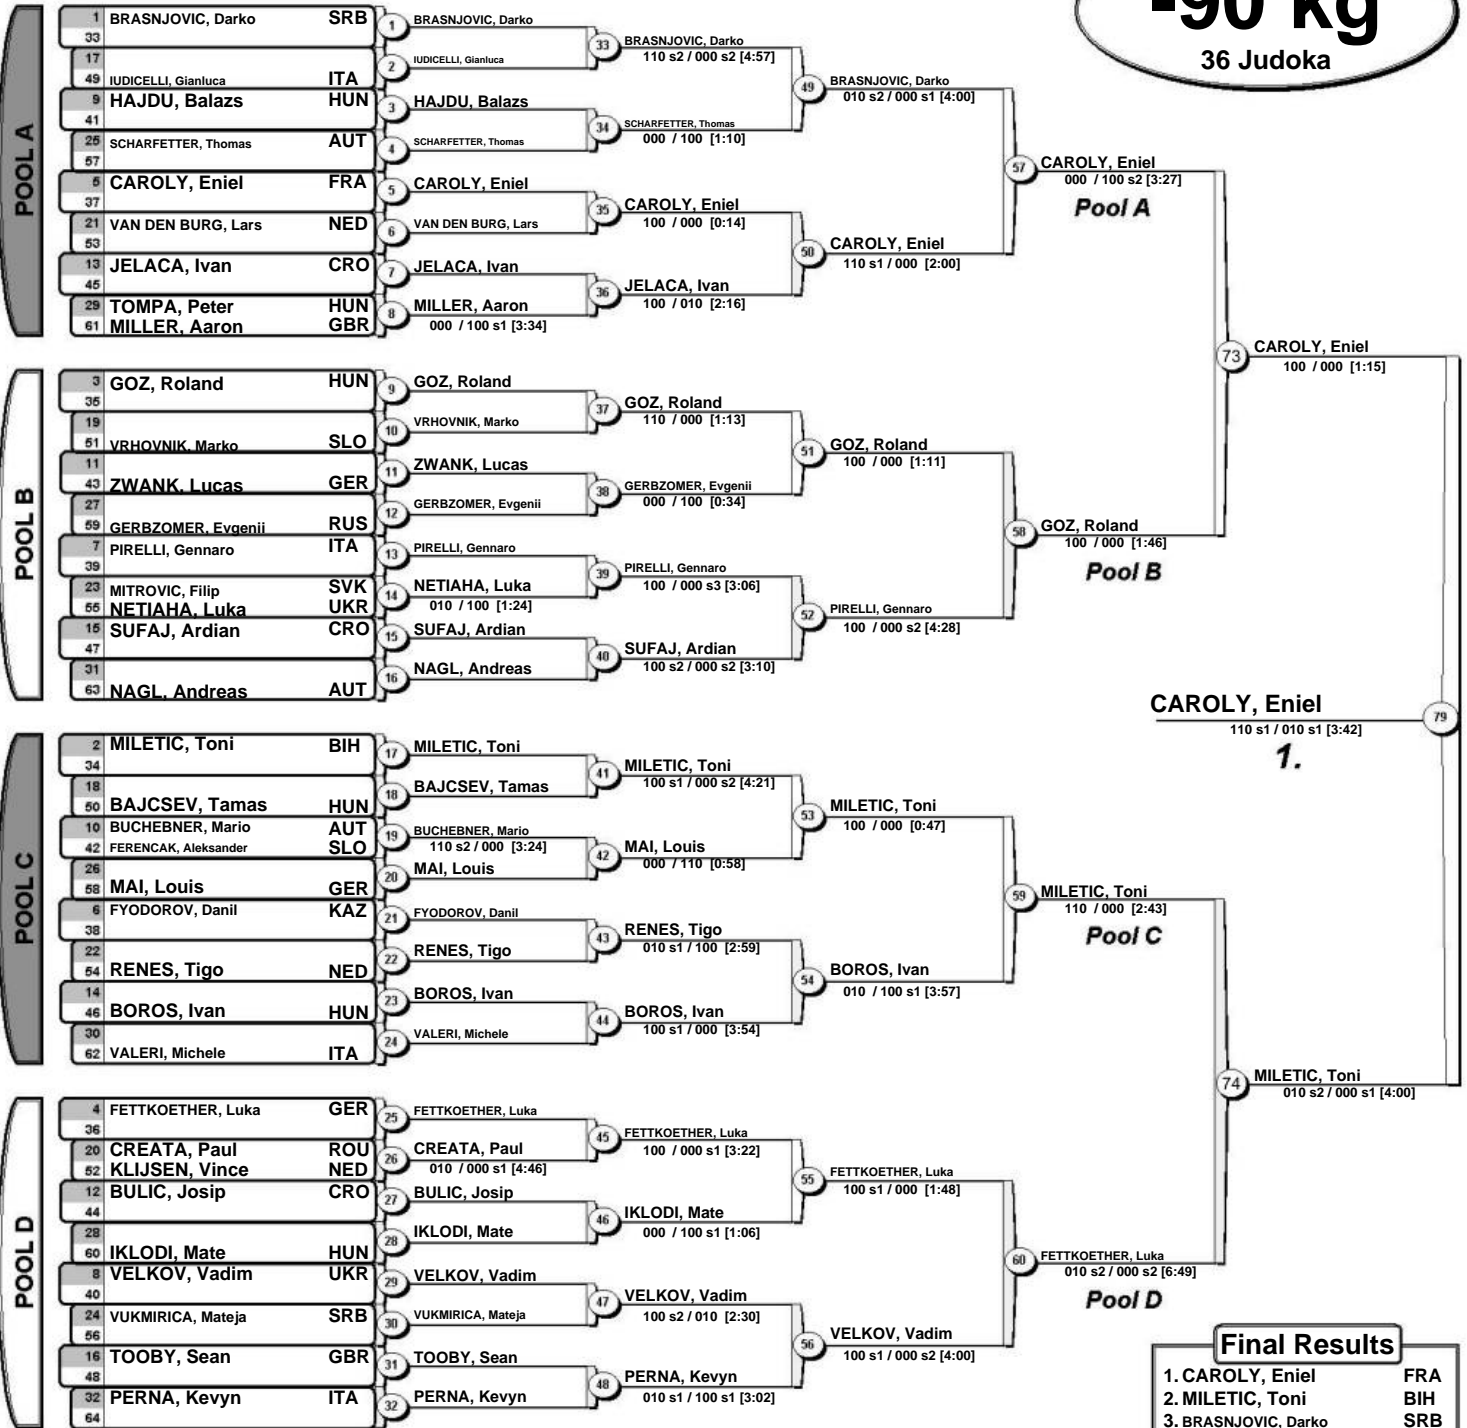 -90 kg
36 Judoka
POOL A
1 BRASNJOVIC, Darko SRB
33
17
49 IUDICELLI, Gianluca ITA
9 HAJDU, Balazs HUN
41
25 SCHARFETTER, Thomas AUT
57
5 CAROLY, Eniel FRA
37
21 VAN DEN BURG, Lars NED
53
13 JELACA, Ivan CRO
45
29 TOMPA, Peter HUN
61 MILLER, Aaron GBR
1 BRASNJOVIC, Darko
2 IUDICELLI, Gianluca
3 HAJDU, Balazs
4 SCHARFETTER, Thomas
5 CAROLY, Eniel
6 VAN DEN BURG, Lars
7 JELACA, Ivan
8 MILLER, Aaron
000 / 100 s1 [3:34]
33 BRASNJOVIC, Darko
110 s2 / 000 s2 [4:57]
34 SCHARFETTER, Thomas
000 / 100 [1:10]
35 CAROLY, Eniel
100 / 000 [0:14]
36 JELACA, Ivan
100 / 010 [2:16]
49 BRASNJOVIC, Darko
010 s2 / 000 s1 [4:00]
50 CAROLY, Eniel
110 s1 / 000 [2:00]
57 CAROLY, Eniel
000 / 100 s2 [3:27]
Pool A
POOL B
3 GOZ, Roland HUN
35
19
51 VRHOVNIK, Marko SLO
11
43 ZWANK, Lucas GER
27
59 GERBZOMER, Evgenii RUS
7 PIRELLI, Gennaro ITA
39
23 MITROVIC, Filip SVK
55 NETIAHA, Luka UKR
15 SUFAJ, Ardian CRO
47
31
63 NAGL, Andreas AUT
9 GOZ, Roland
10 VRHOVNIK, Marko
11 ZWANK, Lucas
12 GERBZOMER, Evgenii
13 PIRELLI, Gennaro
14 NETIAHA, Luka
010 / 100 [1:24]
15 SUFAJ, Ardian
16 NAGL, Andreas
37 GOZ, Roland
110 / 000 [1:13]
38 GERBZOMER, Evgenii
000 / 100 [0:34]
39 PIRELLI, Gennaro
100 / 000 s3 [3:06]
40 SUFAJ, Ardian
100 s2 / 000 s2 [3:10]
51 GOZ, Roland
100 / 000 [1:11]
52 PIRELLI, Gennaro
100 / 000 s2 [4:28]
58 GOZ, Roland
100 / 000 [1:46]
Pool B
73 CAROLY, Eniel
100 / 000 [1:15]
CAROLY, Eniel 79
110 s1 / 010 s1 [3:42]
1.
POOL C
2 MILETIC, Toni BIH
34
18
50 BAJCSEV, Tamas HUN
10 BUCHEBNER, Mario AUT
42 FERENCAK, Aleksander SLO
26
58 MAI, Louis GER
6 FYODOROV, Danil KAZ
38
22
54 RENES, Tigo NED
14
46 BOROS, Ivan HUN
30
62 VALERI, Michele ITA
17 MILETIC, Toni
18 BAJCSEV, Tamas
19 BUCHEBNER, Mario
110 s2 / 000 [3:24]
20 MAI, Louis
21 FYODOROV, Danil
22 RENES, Tigo
23 BOROS, Ivan
24 VALERI, Michele
41 MILETIC, Toni
100 s1 / 000 s2 [4:21]
42 MAI, Louis
000 / 110 [0:58]
43 RENES, Tigo
010 s1 / 100 [2:59]
44 BOROS, Ivan
100 s1 / 000 [3:54]
53 MILETIC, Toni
100 / 000 [0:47]
54 BOROS, Ivan
010 / 100 s1 [3:57]
59 MILETIC, Toni
110 / 000 [2:43]
Pool C
74 MILETIC, Toni
010 s2 / 000 s1 [4:00]
POOL D
4 FETTKOETHER, Luka GER
36
20 CREATA, Paul ROU
52 KLIJSEN, Vince NED
12 BULIC, Josip CRO
44
28
60 IKLODI, Mate HUN
8 VELKOV, Vadim UKR
40
24 VUKMIRICA, Mateja SRB
56
16 TOOBY, Sean GBR
48
32 PERNA, Kevyn ITA
64
25 FETTKOETHER, Luka
26 CREATA, Paul
010 / 000 s1 [4:46]
27 BULIC, Josip
28 IKLODI, Mate
29 VELKOV, Vadim
30 VUKMIRICA, Mateja
31 TOOBY, Sean
32 PERNA, Kevyn
45 FETTKOETHER, Luka
100 / 000 s1 [3:22]
46 IKLODI, Mate
000 / 100 s1 [1:06]
47 VELKOV, Vadim
100 s2 / 010 [2:30]
48 PERNA, Kevyn
010 s1 / 100 s1 [3:02]
55 FETTKOETHER, Luka
100 s1 / 000 [1:48]
56 VELKOV, Vadim
100 s1 / 000 s2 [4:00]
60 FETTKOETHER, Luka
010 s2 / 000 s2 [6:49]
Pool D
Final Results
1. CAROLY, Eniel FRA
2. MILETIC, Toni BIH
3. BRASNJOVIC, Darko SRB